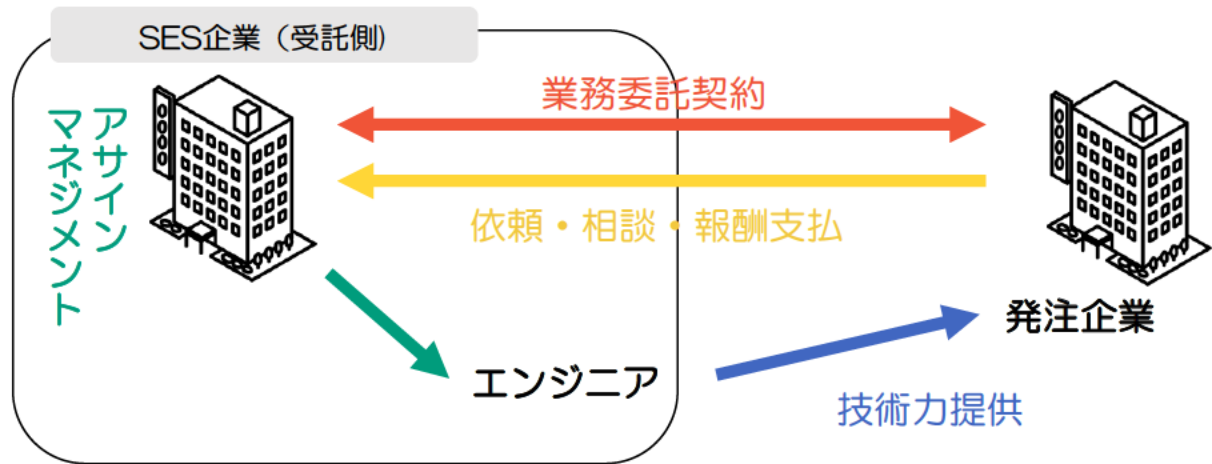 SES企業（受託側)
業務委託契約
アサイン
マネジメント
依頼・相談・報酬支払
発注企業
エンジニア
技術力提供